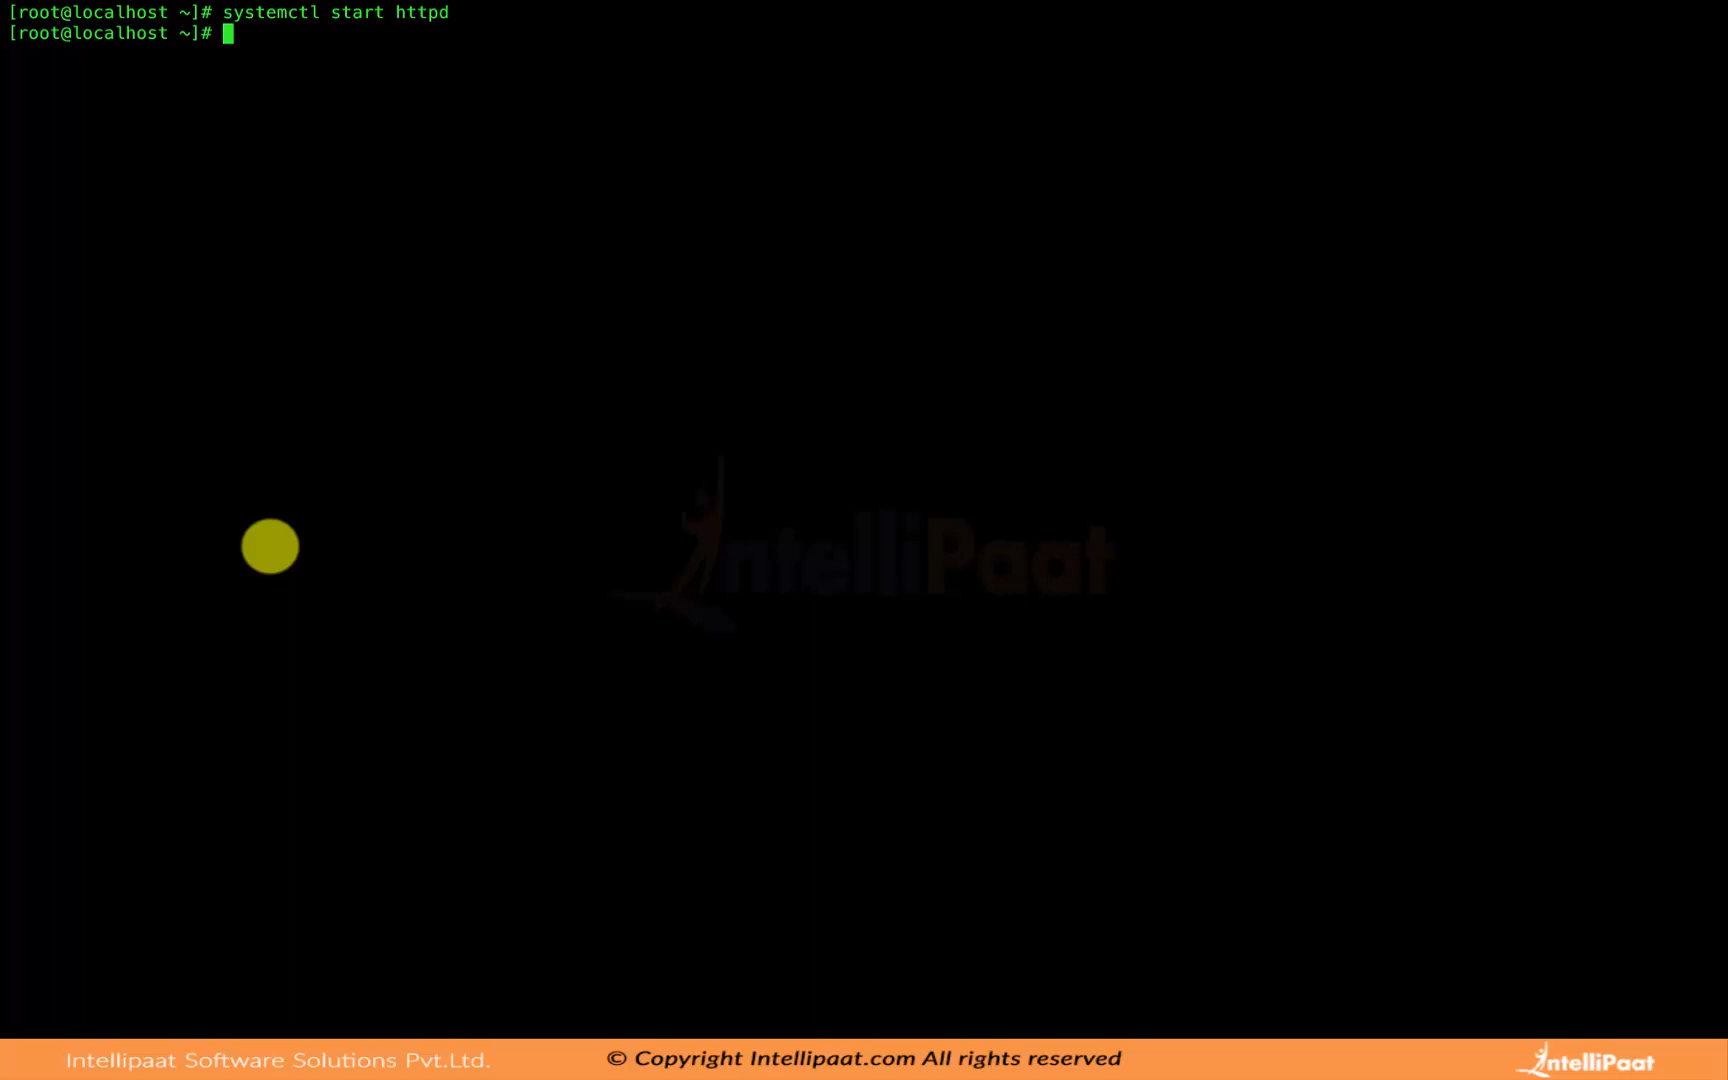 [root@localhost ~]# systemctl start httpd
[root@localhost ~]#
IntelliPaat
Intellipaat Software Solutions Pvt.Ltd.
© Copyright Intellipaat.com All rights reserved
IntelliPaat